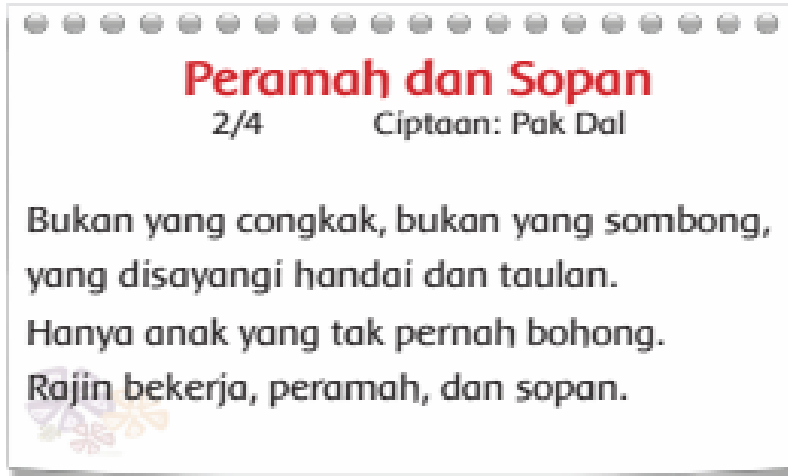 Peramah dan Sopan
2/4 Ciptaan: Pak Dal
Bukan yang congkak, bukan yang sombong,
yang disayangi handai dan taulan.
Hanya anak yang tak pernah bohong.
Rajin bekerja, peramah, dan sopan.